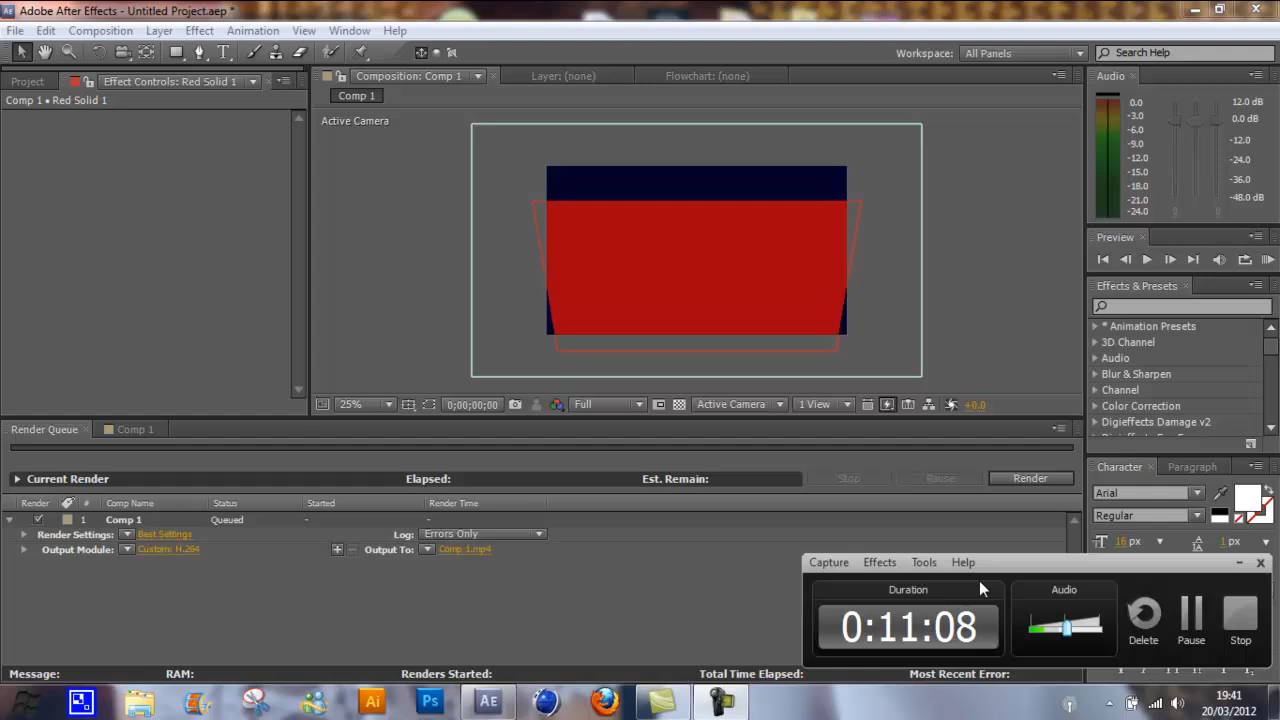 Adobe After Effects - Untitled Project.aep *
File Edit Composition Layer Effect Animation View Window Help
Workspace: All Panels Search Help
Project Effect Controls: Red Solid 1 Composition: Comp 1 Layer: (none) Flowchart: (none) Audio
Comp 1 • Red Solid 1 Comp 1
Active Camera
0.0 12.0 dB
-3.0 0.0 dB
-6.0
-9.0 -12.0
-12.0
-15.0 -24.0
-18.0 -36.0
-21.0 -48.0 dB
-24.0
Preview
Effects & Presets
* Animation Presets
3D Channel
Audio
Blur & Sharpen
Channel
Color Correction
Digieffects Damage v2
25% 0;00;00;00 Full Active Camera 1 View +0.0
Render Queue Comp 1
Current Render Elapsed: Est. Remain: Stop Pause Render
Render # Comp Name Status Started Render Time
1 Comp 1 Queued - -
Render Settings: Best Settings Log: Errors Only
Output Module: Custom: H.264 Output To: Comp 1.mp4
Character Paragraph
Arial
Regular
16 px 1 px
Capture Effects Tools Help
Duration Audio
0:11:08
Delete Pause Stop
Message: RAM: Renders Started: Total Time Elapsed: Most Recent Error:
Ai Ps AE
19:41
20/03/2012